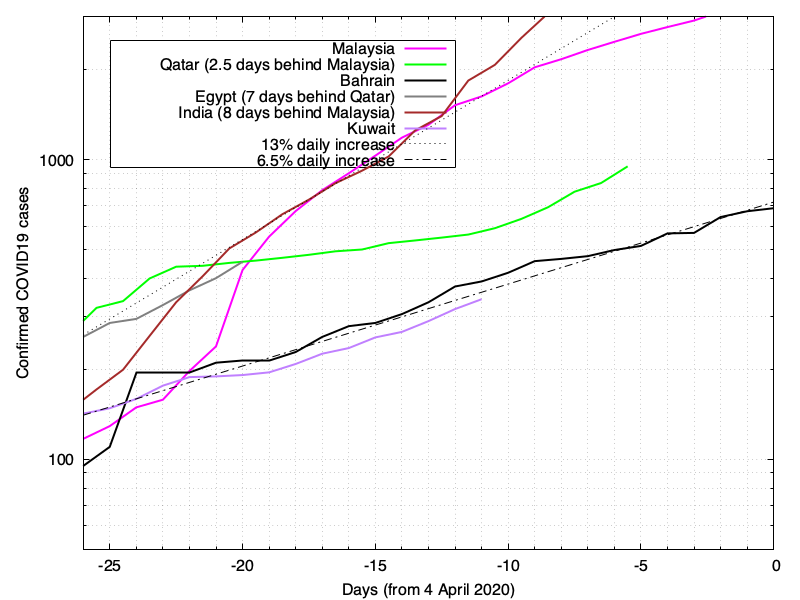 Malaysia
Qatar (2.5 days behind Malaysia)
Bahrain
Egypt (7 days behind Qatar)
India (8 days behind Malaysia)
Kuwait
13% daily increase
6.5% daily increase
1000
100
Confirmed COVID19 cases
-25 -20 -15 -10 -5 0
Days (from 4 April 2020)